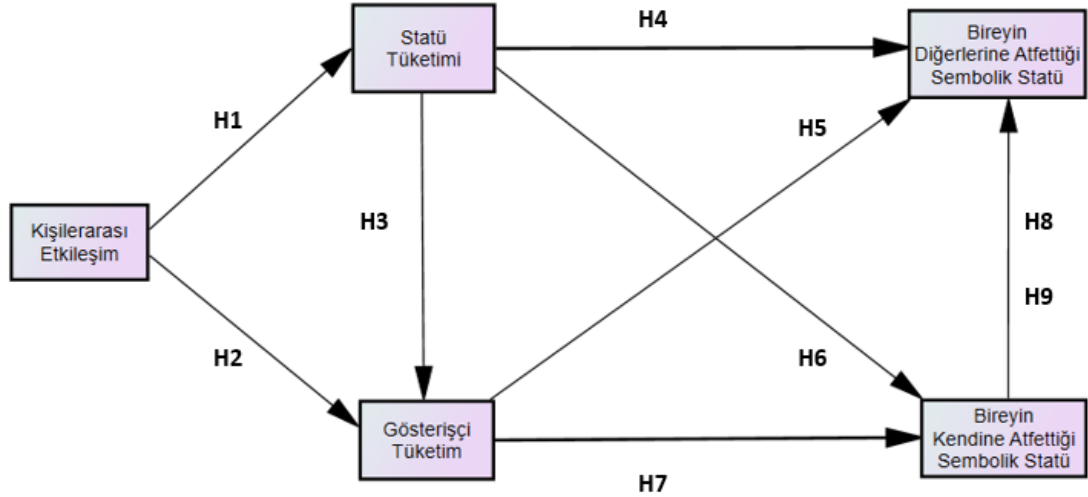 Statü
Tüketimi
H4
Bireyin
Diğerlerine Atfettiği
Sembolik Statü
H1
H5
Kişilerarası
Etkileşim
H3
H8
H9
H2
H6
Gösterişçi
Tüketim
Bireyin
Kendine Atfettiği
Sembolik Statü
H7